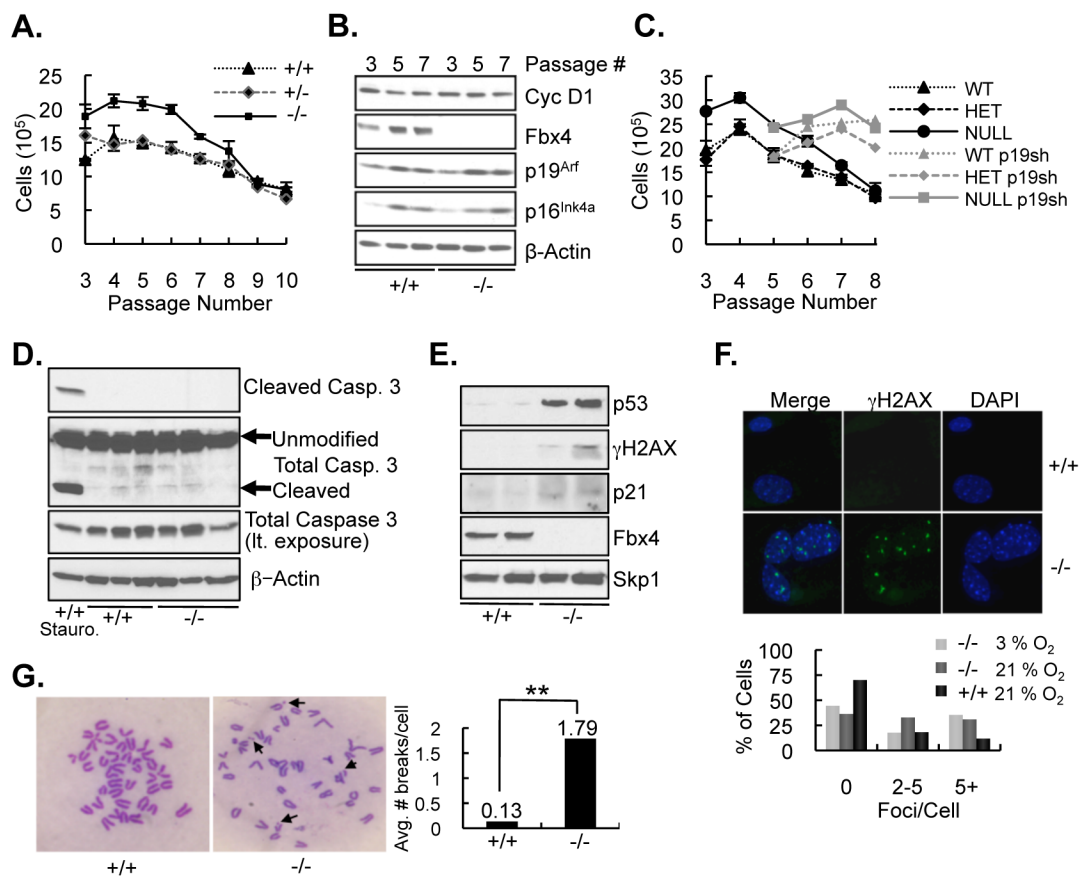 A.
25
20
15
10
5
0
Cells (10⁵)
3 4 5 6 7 8 9 10
Passage Number
+/+
+/-
-/-
B.
3 5 7 3 5 7 Passage #
Cyc D1
Fbx4
p19ᴬʳᶠ
p16ᴵⁿᵏ⁴ᵃ
β-Actin
+/+ -/-
C.
35
30
25
20
15
10
5
0
Cells (10⁵)
3 4 5 6 7 8
Passage Number
WT
HET
NULL
WT p19sh
HET p19sh
NULL p19sh
D.
Cleaved Casp. 3
Unmodified
Total Casp. 3
Cleaved
Total Caspase 3
(lt. exposure)
β-Actin
+/+ +/+ -/-
Stauro.
E.
p53
γH2AX
p21
Fbx4
Skp1
+/+ -/-
F.
Merge γH2AX DAPI
+/+
-/-
100
75
50
25
0
% of Cells
-/- 3 % O₂
-/- 21 % O₂
+/+ 21 % O₂
0 2-5 5+
Foci/Cell
G.
+/+ -/-
Avg. # breaks/cell
2
1.5
1
0.5
0
**
0.13
1.79
+/+ -/-